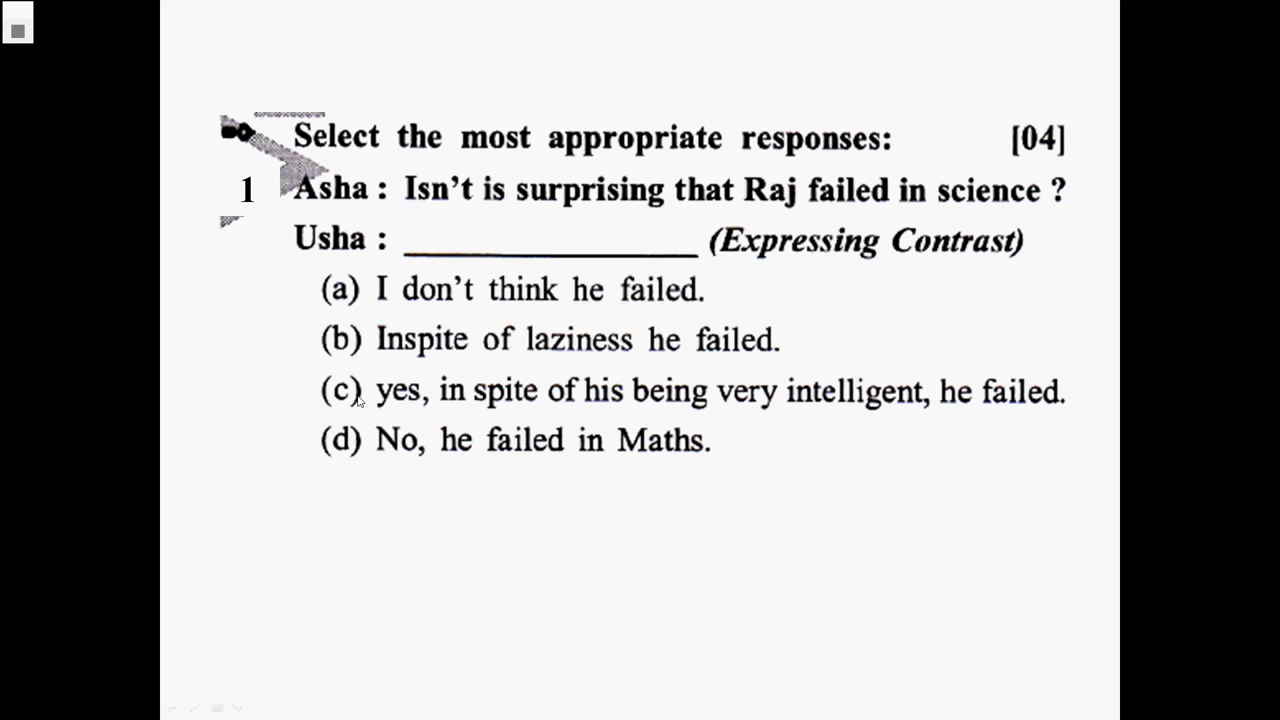 Select the most appropriate responses: [04]
1 Asha : Isn't is surprising that Raj failed in science ?
Usha : ____________________ (Expressing Contrast)
(a) I don't think he failed.
(b) Inspite of laziness he failed.
(c) yes, in spite of his being very intelligent, he failed.
(d) No, he failed in Maths.